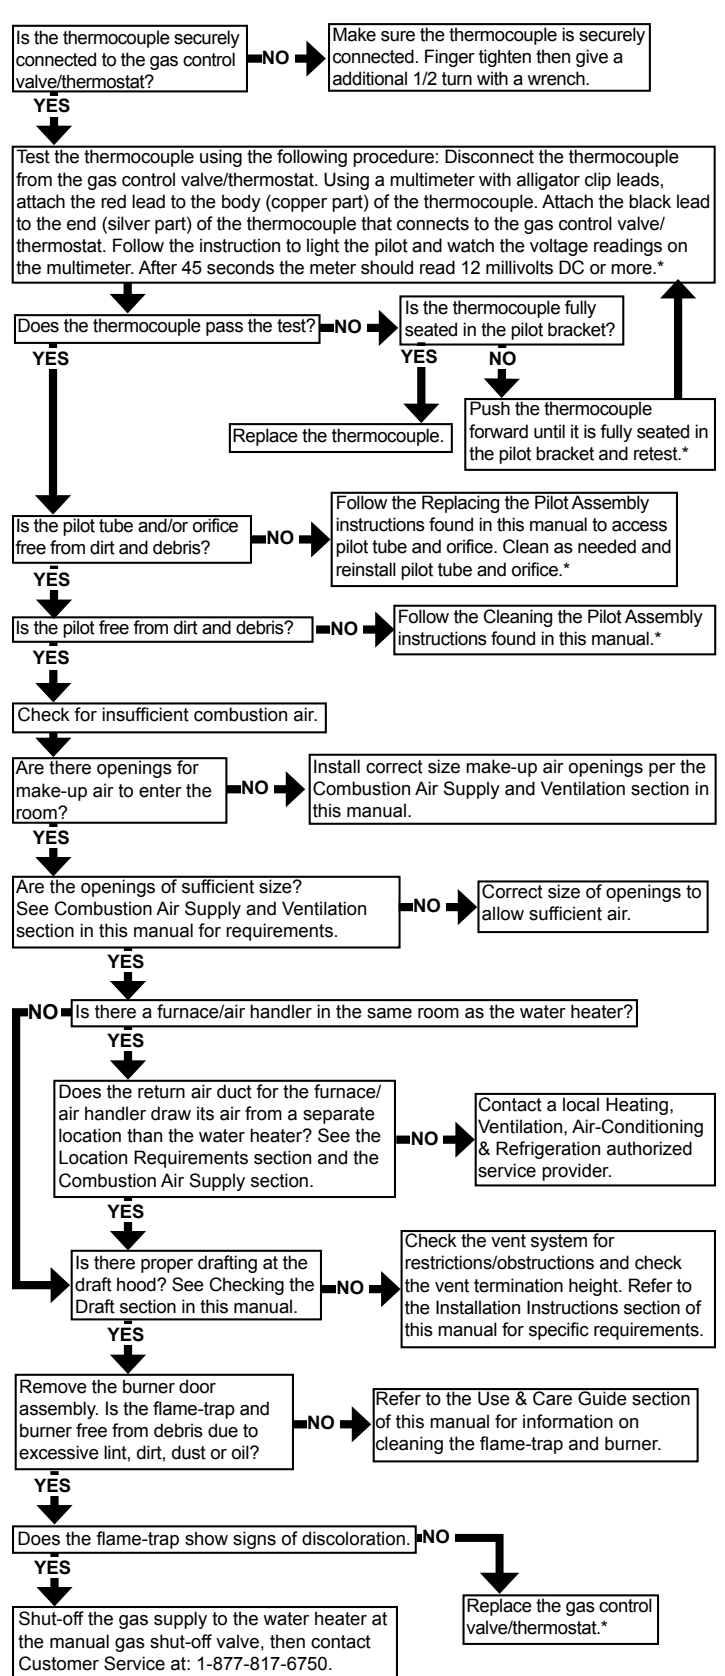 Is the thermocouple securely
connected to the gas control
valve/thermostat?
NO
Make sure the thermocouple is securely
connected. Finger tighten then give a
additional 1/2 turn with a wrench.
YES
Test the thermocouple using the following procedure: Disconnect the thermocouple
from the gas control valve/thermostat. Using a multimeter with alligator clip leads,
attach the red lead to the body (copper part) of the thermocouple. Attach the black lead
to the end (silver part) of the thermocouple that connects to the gas control valve/
thermostat. Follow the instruction to light the pilot and watch the voltage readings on
the multimeter. After 45 seconds the meter should read 12 millivolts DC or more.*
Does the thermocouple pass the test?
NO
Is the thermocouple fully
seated in the pilot bracket?
YES
YES
NO
Replace the thermocouple.
Push the thermocouple
forward until it is fully seated in
the pilot bracket and retest.*
Is the pilot tube and/or orifice
free from dirt and debris?
NO
Follow the Replacing the Pilot Assembly
instructions found in this manual to access
pilot tube and orifice. Clean as needed and
reinstall pilot tube and orifice.*
YES
Is the pilot free from dirt and debris?
NO
Follow the Cleaning the Pilot Assembly
instructions found in this manual.*
YES
Check for insufficient combustion air.
Are there openings for
make-up air to enter the
room?
NO
Install correct size make-up air openings per the
Combustion Air Supply and Ventilation section in
this manual.
YES
Are the openings of sufficient size?
See Combustion Air Supply and Ventilation
section in this manual for requirements.
NO
Correct size of openings to
allow sufficient air.
YES
NO
Is there a furnace/air handler in the same room as the water heater?
YES
Does the return air duct for the furnace/
air handler draw its air from a separate
location than the water heater? See the
Location Requirements section and the
Combustion Air Supply section.
NO
Contact a local Heating,
Ventilation, Air-Conditioning
& Refrigeration authorized
service provider.
YES
Is there proper drafting at the
draft hood? See Checking the
Draft section in this manual.
NO
Check the vent system for
restrictions/obstructions and check
the vent termination height. Refer to
the Installation Instructions section of
this manual for specific requirements.
YES
Remove the burner door
assembly. Is the flame-trap and
burner free from debris due to
excessive lint, dirt, dust or oil?
NO
Refer to the Use & Care Guide section
of this manual for information on
cleaning the flame-trap and burner.
YES
Does the flame-trap show signs of discoloration.
NO
YES
Replace the gas control
valve/thermostat.*
Shut-off the gas supply to the water heater at
the manual gas shut-off valve, then contact
Customer Service at: 1-877-817-6750.